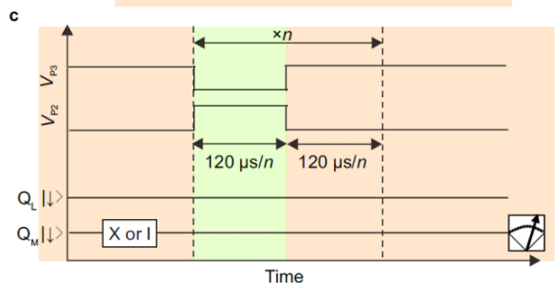 c
×n
V_P3
V_P2
120 µs/n 120 µs/n
Q_L |↓>
Q_M |↓> X or I
Time